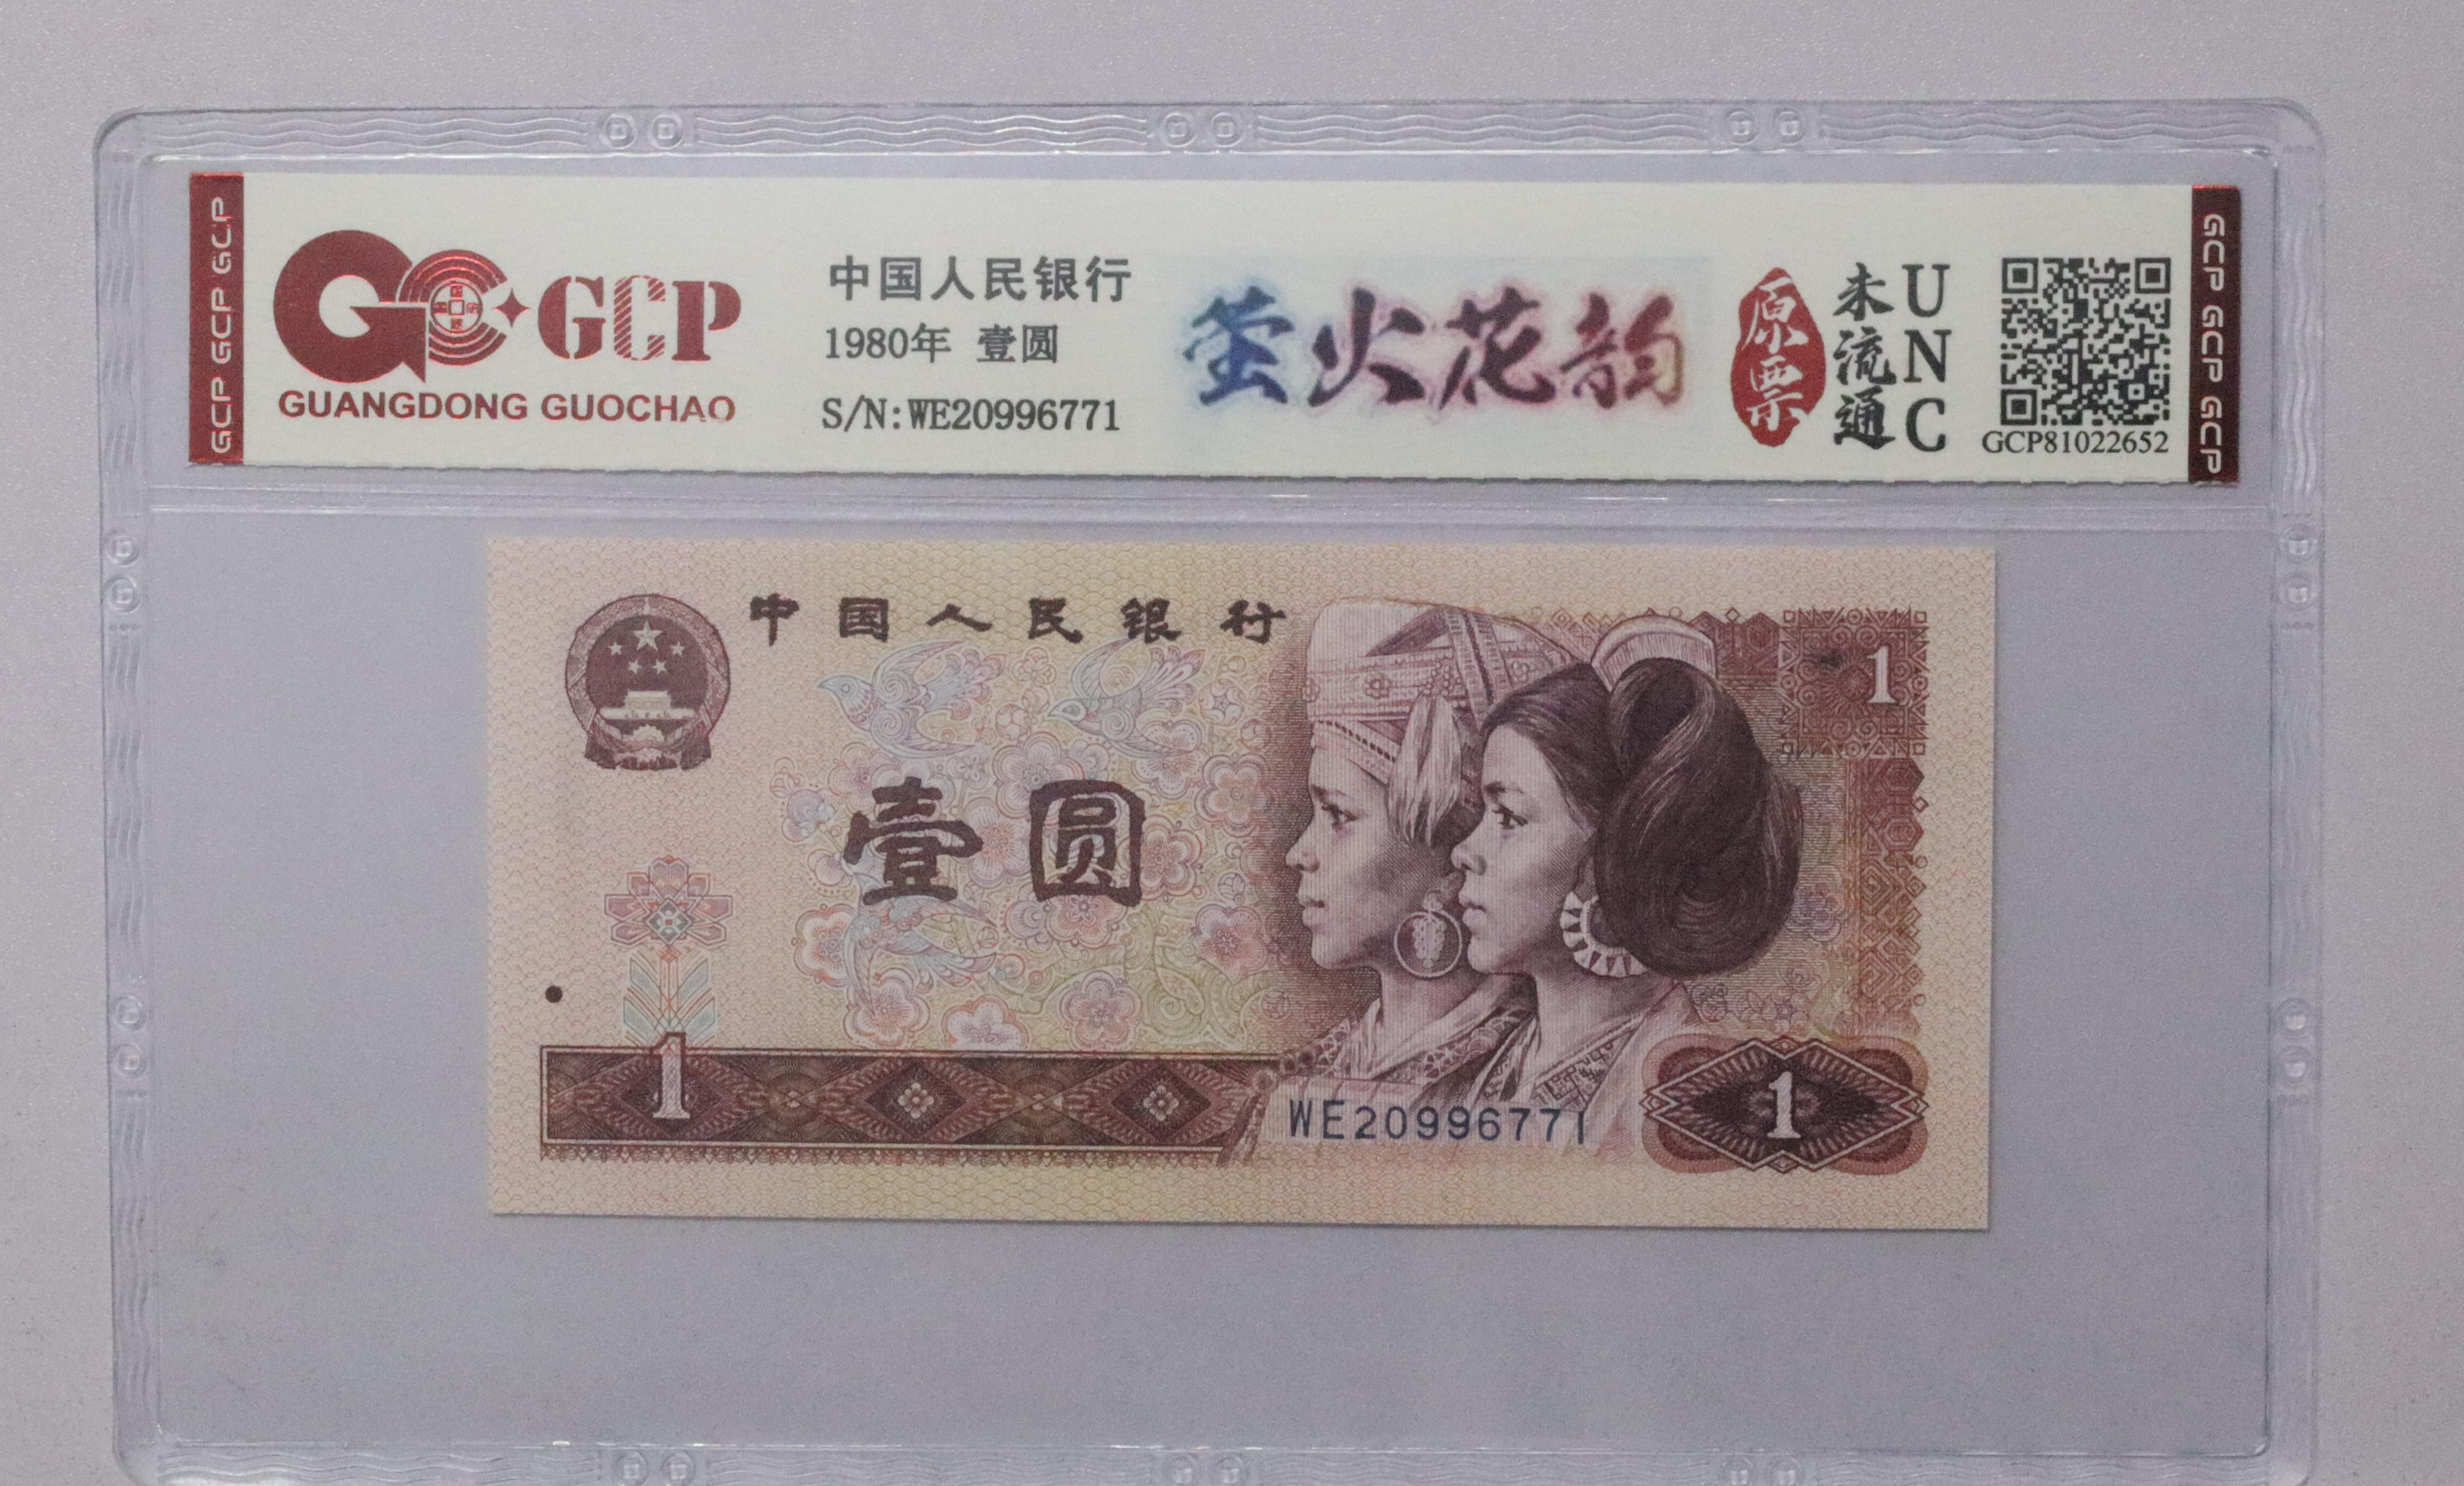 GCP GCP GCP
GCP
GUANGDONG GUOCHAO
中国人民银行
1980年 壹圆
S/N:WE20996771
萤火花韵
原票
未流通
UNC
GCP81022652
GCP GCP GCP
中国人民银行
1
壹圆
1
WE20996771
1